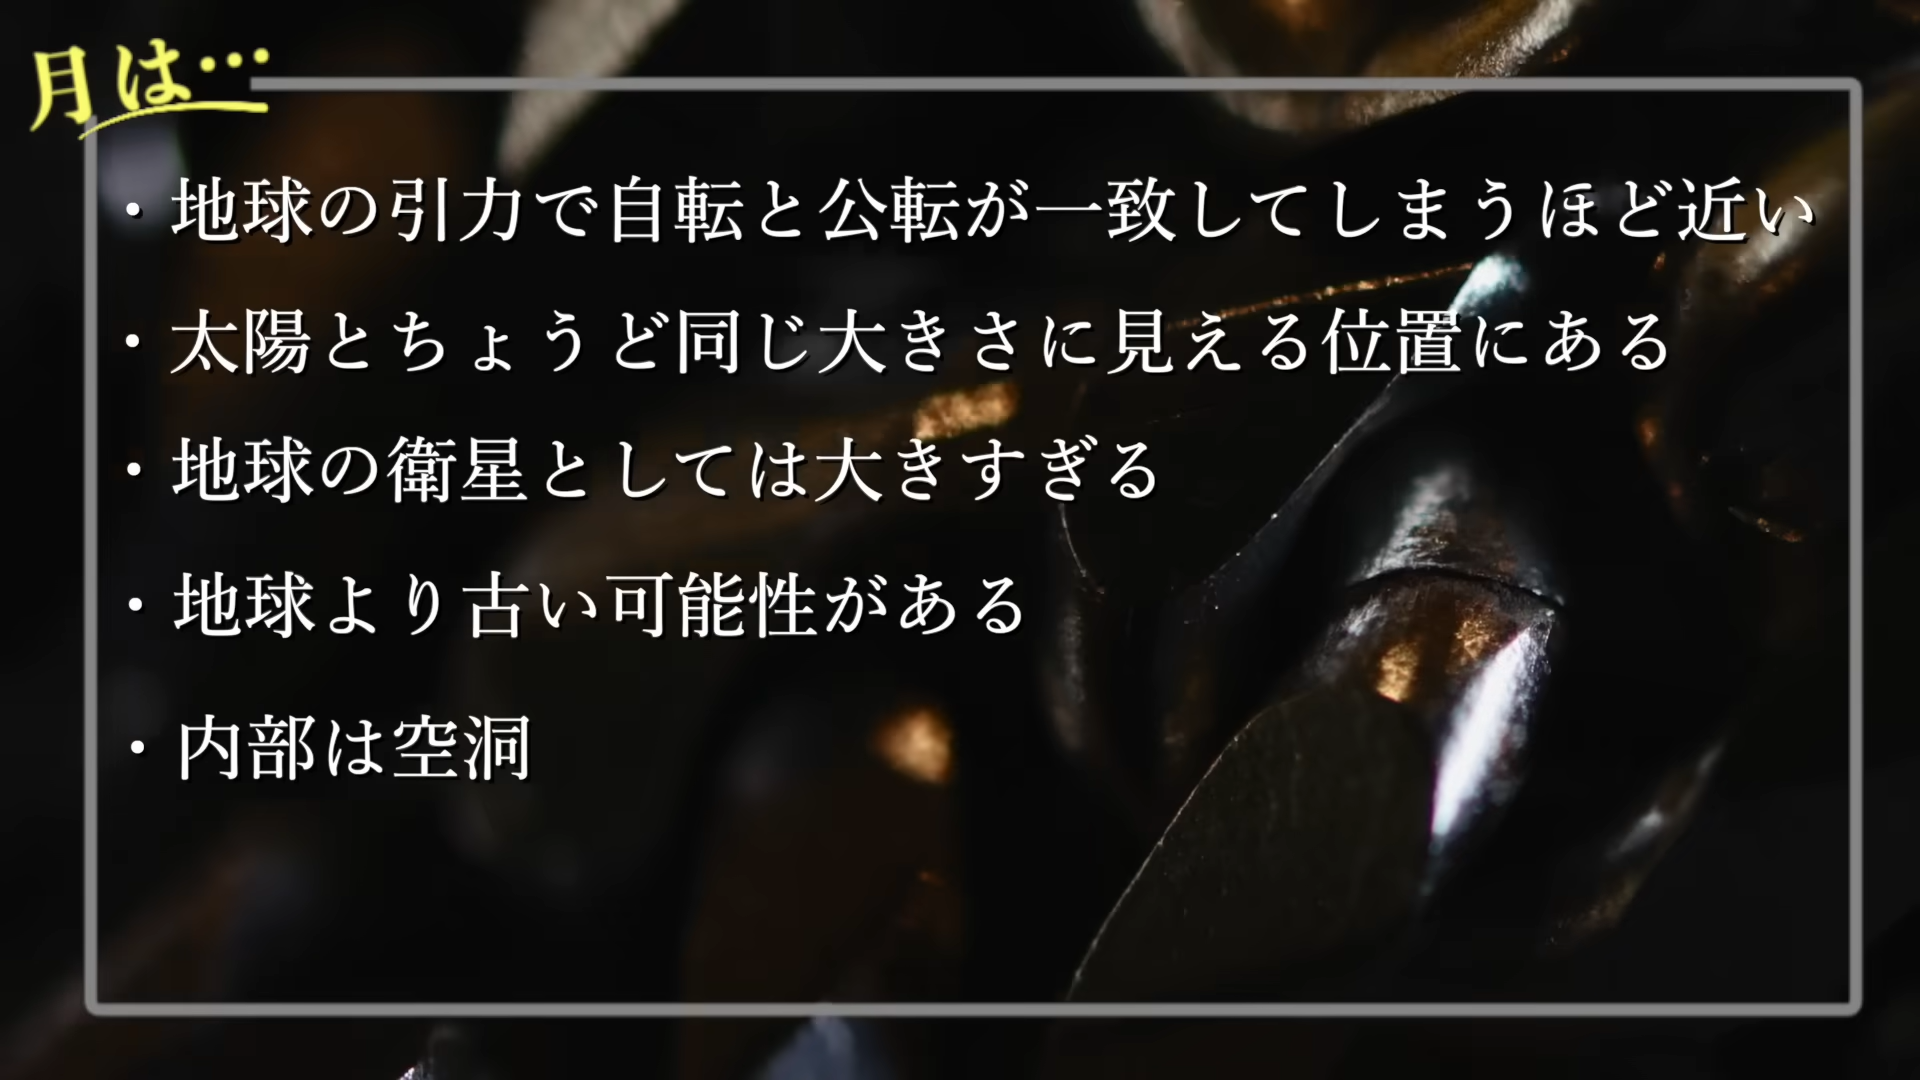 月は…
・地球の引力で自転と公転が一致してしまうほど近い
・太陽とちょうど同じ大きさに見える位置にある
・地球の衛星としては大きすぎる
・地球より古い可能性がある
・内部は空洞